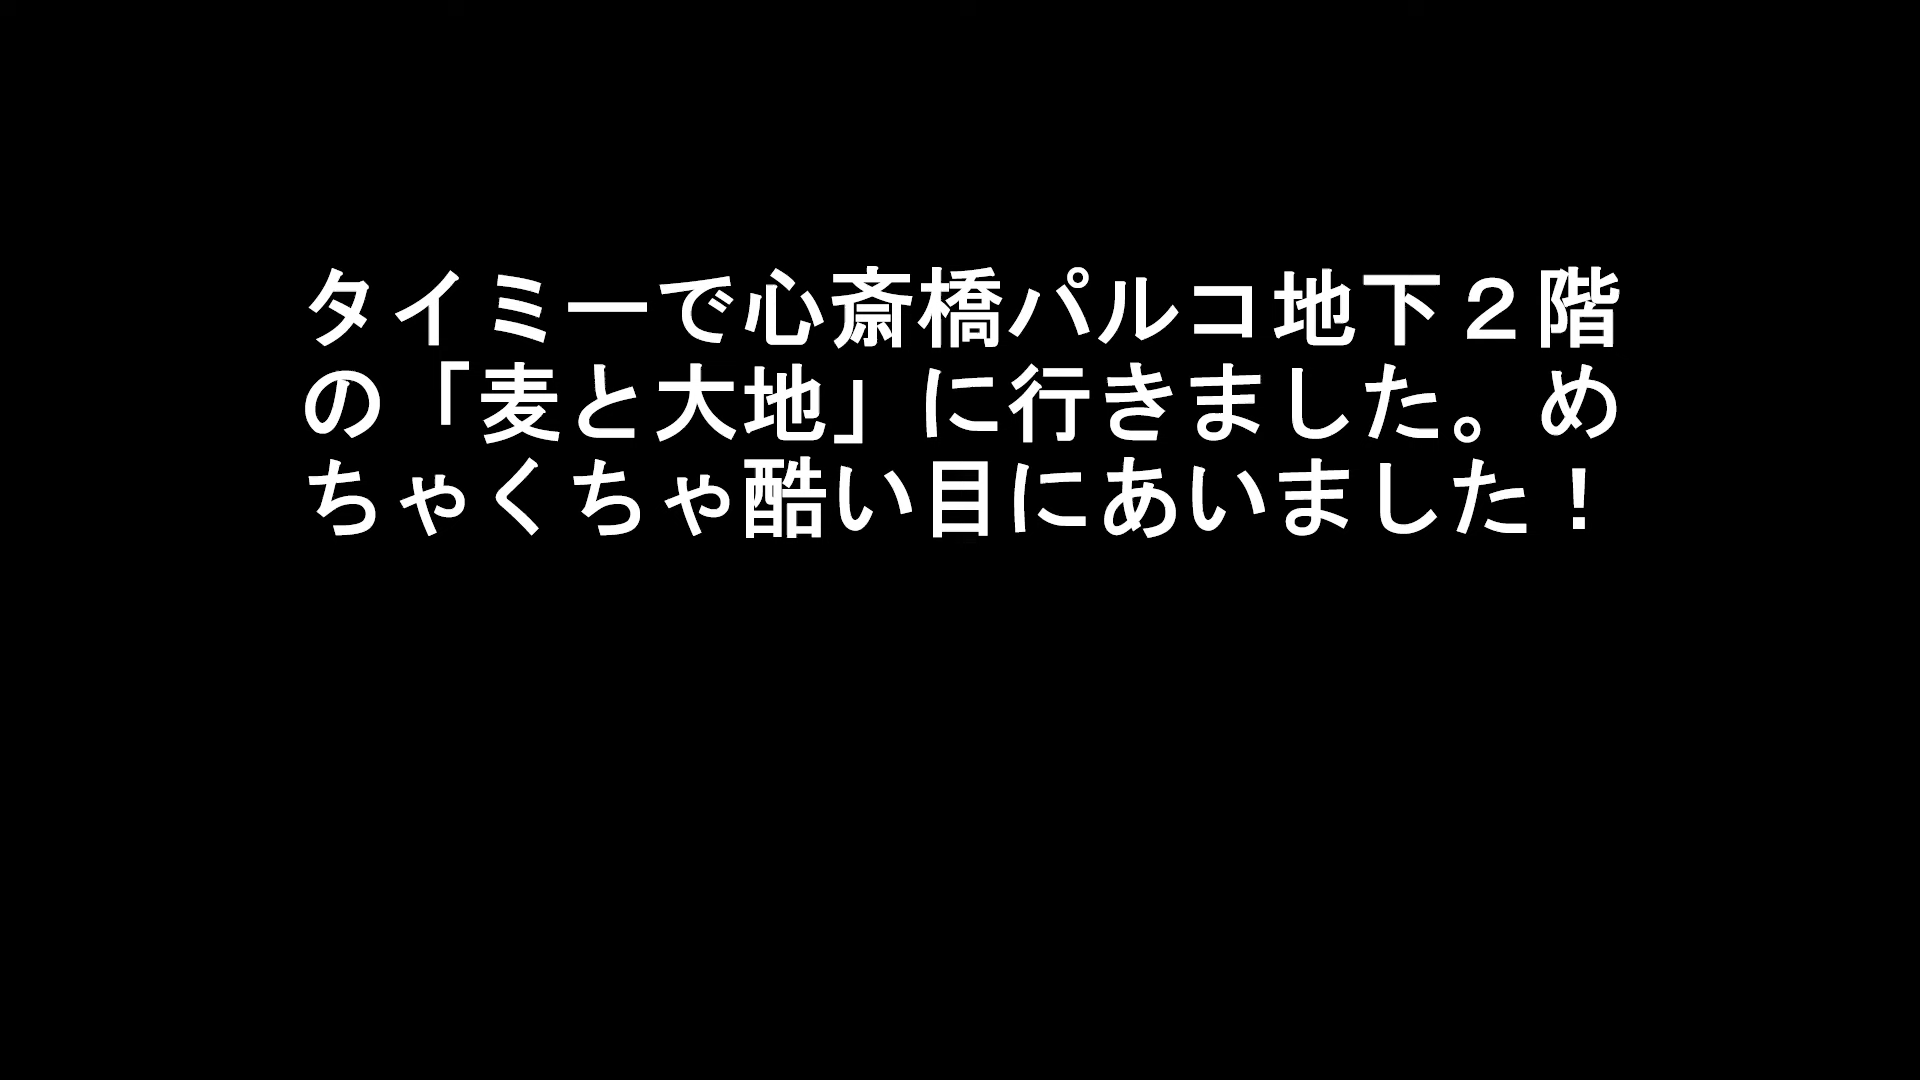 タイミーで心斎橋パルコ地下２階
の「麦と大地」に行きました。め
ちゃくちゃ酷い目にあいました！